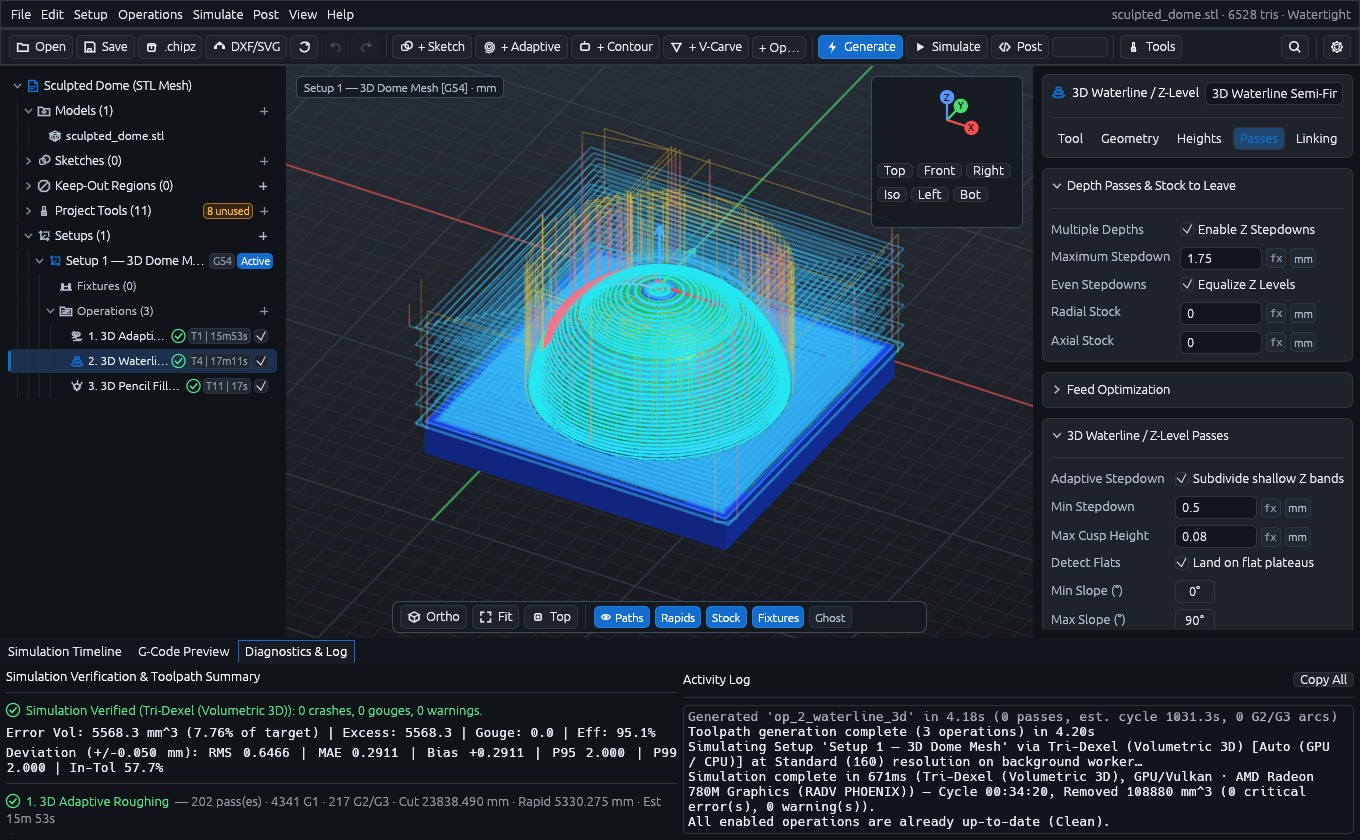 File Edit Setup Operations Simulate Post View Help
sculpted_dome.stl · 6528 tris · Watertight
Open Save .chipz DXF/SVG + Sketch + Adaptive + Contour + V-Carve + Op... Generate Simulate Post Tools
Sculpted Dome (STL Mesh)
Models (1) +
sculpted_dome.stl
Sketches (0) +
Keep-Out Regions (0) +
Project Tools (11) 8 unused +
Setups (1) +
Setup 1 — 3D Dome M... G54 Active
Fixtures (0)
Operations (3) +
1. 3D Adapti... T1 | 15m53s
2. 3D Waterli... T4 | 17m11s
3. 3D Pencil Fill... T11 | 17s
Setup 1 — 3D Dome Mesh [G54] · mm
Z
Y
X
Top Front Right
Iso Left Bot
Ortho Fit Top Paths Rapids Stock Fixtures Ghost
3D Waterline / Z-Level 3D Waterline Semi-Fir
Tool Geometry Heights Passes Linking
Depth Passes & Stock to Leave
Multiple Depths Enable Z Stepdowns
Maximum Stepdown 1.75 fx mm
Even Stepdowns Equalize Z Levels
Radial Stock 0 fx mm
Axial Stock 0 fx mm
Feed Optimization
3D Waterline / Z-Level Passes
Adaptive Stepdown Subdivide shallow Z bands
Min Stepdown 0.5 fx mm
Max Cusp Height 0.08 fx mm
Detect Flats Land on flat plateaus
Min Slope (°) 0°
Max Slope (°) 90°
Simulation Timeline G-Code Preview Diagnostics & Log
Simulation Verification & Toolpath Summary
Simulation Verified (Tri-Dexel (Volumetric 3D)): 0 crashes, 0 gouges, 0 warnings.
Error Vol: 5568.3 mm^3 (7.76% of target) | Excess: 5568.3 | Gouge: 0.0 | Eff: 95.1%
Deviation (+/-0.050 mm): RMS 0.6466 | MAE 0.2911 | Bias +0.2911 | P95 2.000 | P99
2.000 | In-Tol 57.7%
1. 3D Adaptive Roughing — 202 pass(es) · 4341 G1 · 217 G2/G3 · Cut 23838.490 mm · Rapid 5330.275 mm · Est
15m 53s
Activity Log Copy All
Generated 'op_2_waterline_3d' in 4.18s (0 passes, est. cycle 1031.3s, 0 G2/G3 arcs)
Toolpath generation complete (3 operations) in 4.20s
Simulating Setup 'Setup 1 — 3D Dome Mesh' via Tri-Dexel (Volumetric 3D) [Auto (GPU
/ CPU)] at Standard (160) resolution on background worker…
Simulation complete in 671ms (Tri-Dexel (Volumetric 3D), GPU/Vulkan · AMD Radeon
780M Graphics (RADV PHOENIX)) — Cycle 00:34:20, Removed 108880 mm^3 (0 critical
error(s), 0 warning(s)).
All enabled operations are already up-to-date (Clean).